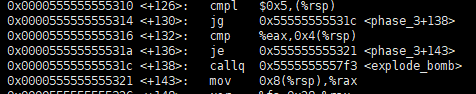 0x0000555555555310 <+126>: cmpl $0x5,(%rsp)
0x0000555555555314 <+130>: jg 0x55555555531c <phase_3+138>
0x0000555555555316 <+132>: cmp %eax,0x4(%rsp)
0x000055555555531a <+136>: je 0x555555555321 <phase_3+143>
0x000055555555531c <+138>: callq 0x5555555557f3 <explode_bomb>
0x0000555555555321 <+143>: mov 0x8(%rsp),%rax